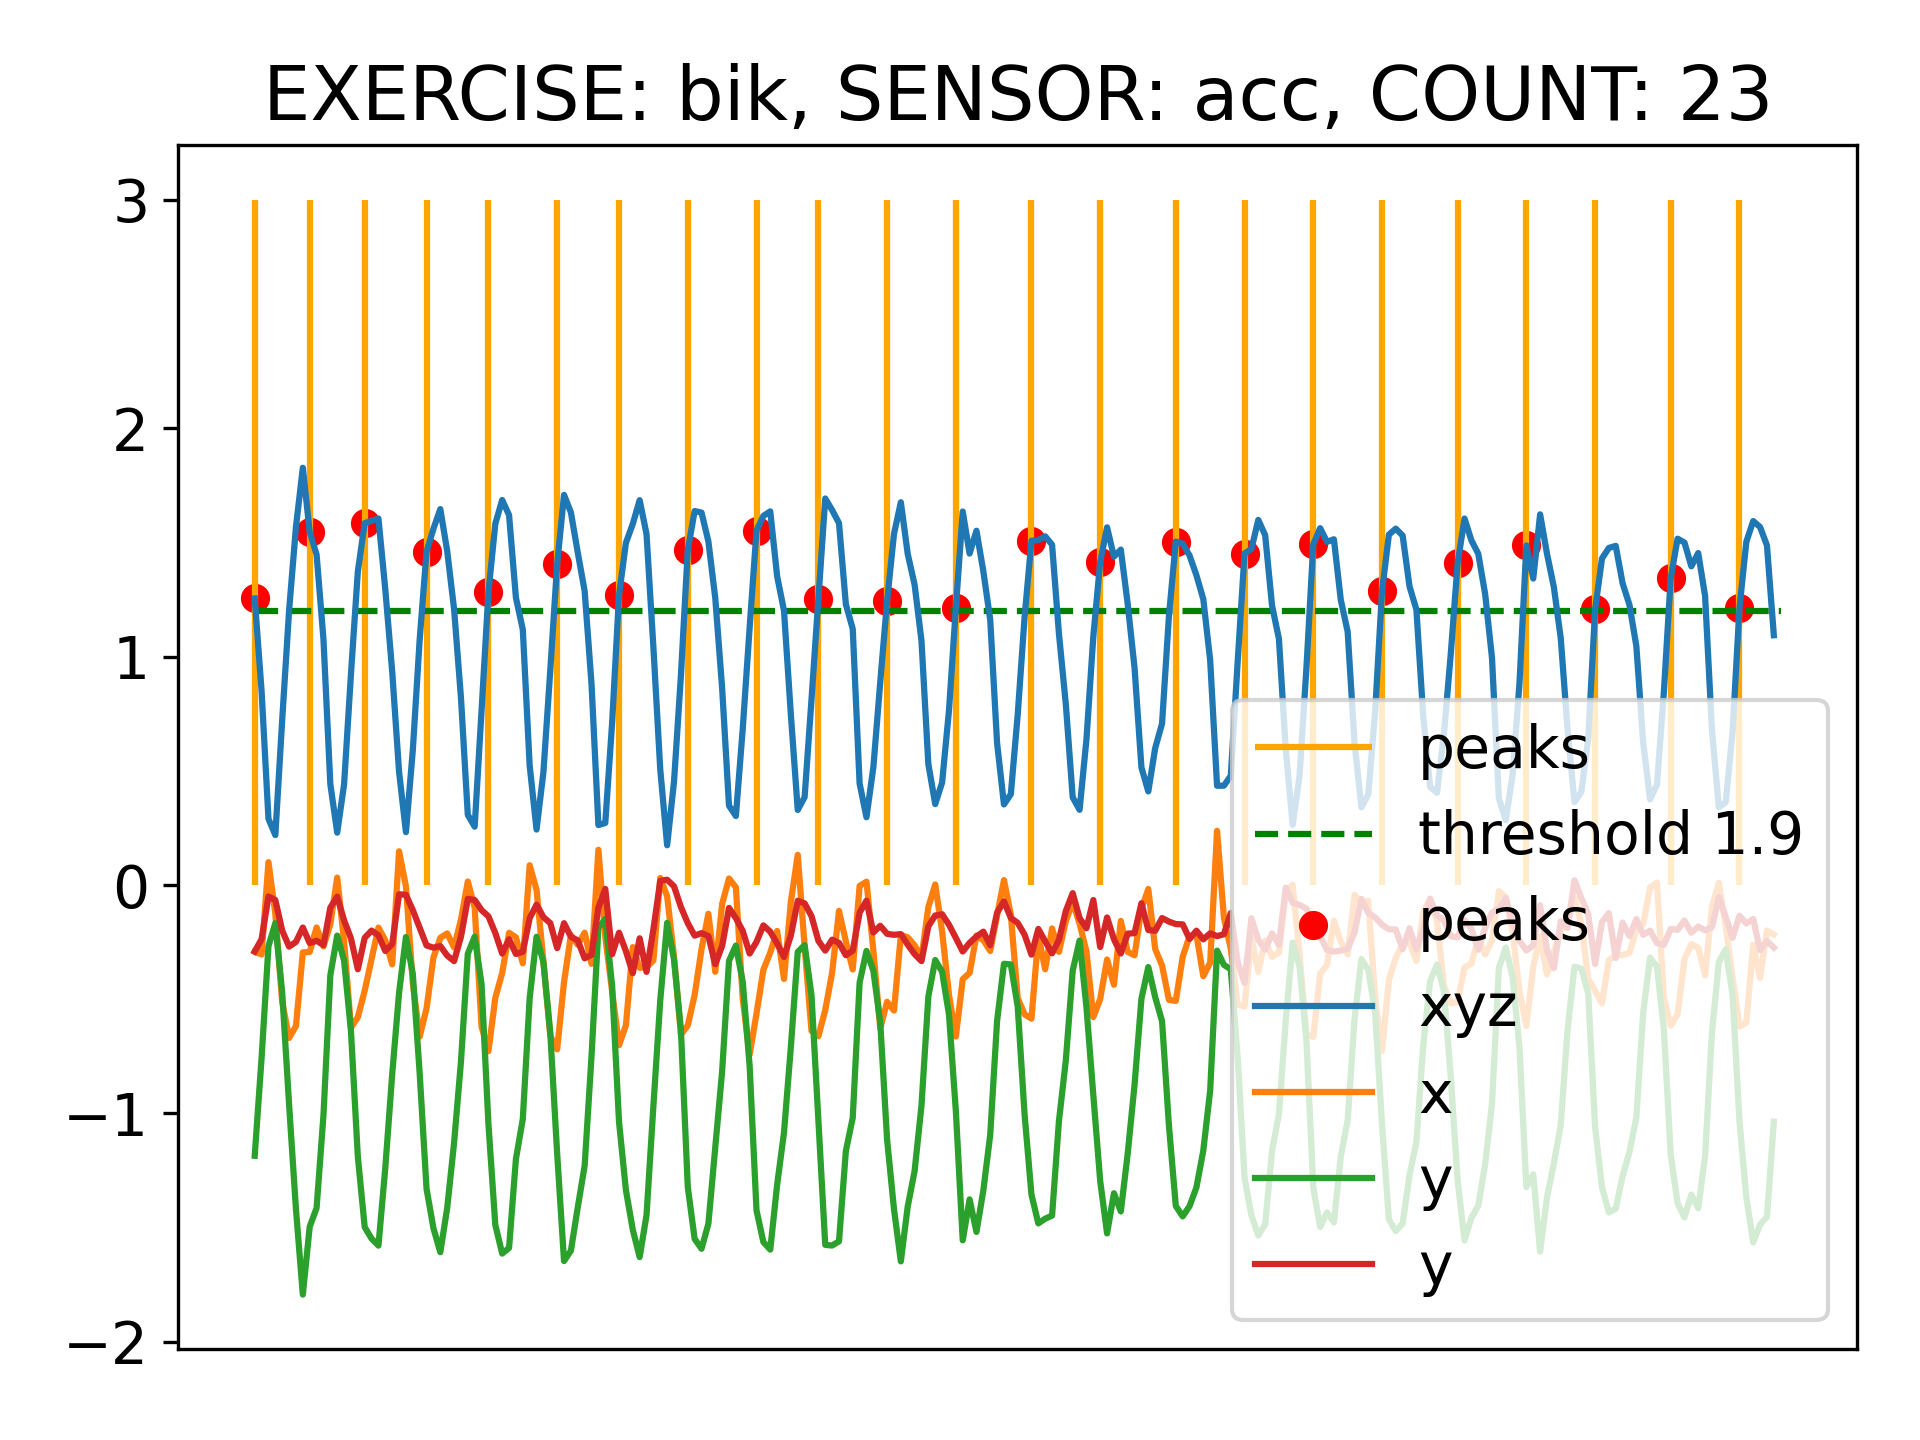 EXERCISE: bik, SENSOR: acc, COUNT: 23
3
2
1
0
−1
−2
peaks
threshold 1.9
peaks
xyz
x
y
y